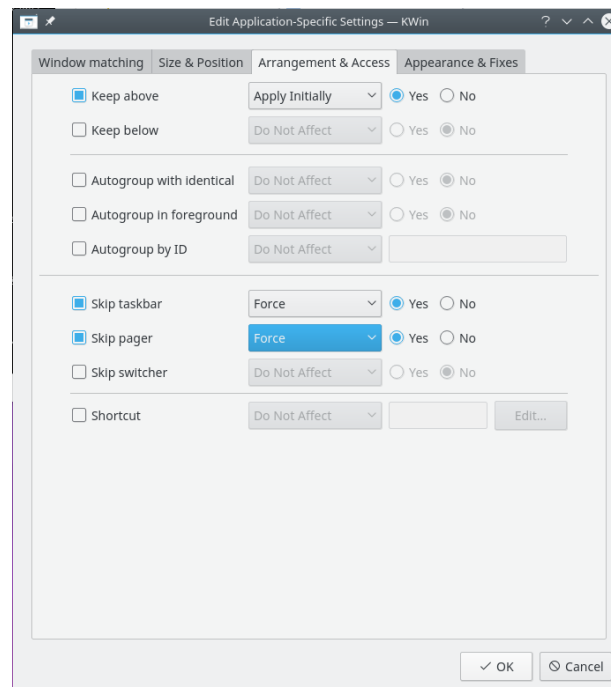 Edit Application-Specific Settings — KWin ?
Window matching Size & Position Arrangement & Access Appearance & Fixes
Keep above Apply Initially Yes No
Keep below Do Not Affect Yes No
Autogroup with identical Do Not Affect Yes No
Autogroup in foreground Do Not Affect Yes No
Autogroup by ID Do Not Affect
Skip taskbar Force Yes No
Skip pager Force Yes No
Skip switcher Do Not Affect Yes No
Shortcut Do Not Affect Edit...
OK Cancel